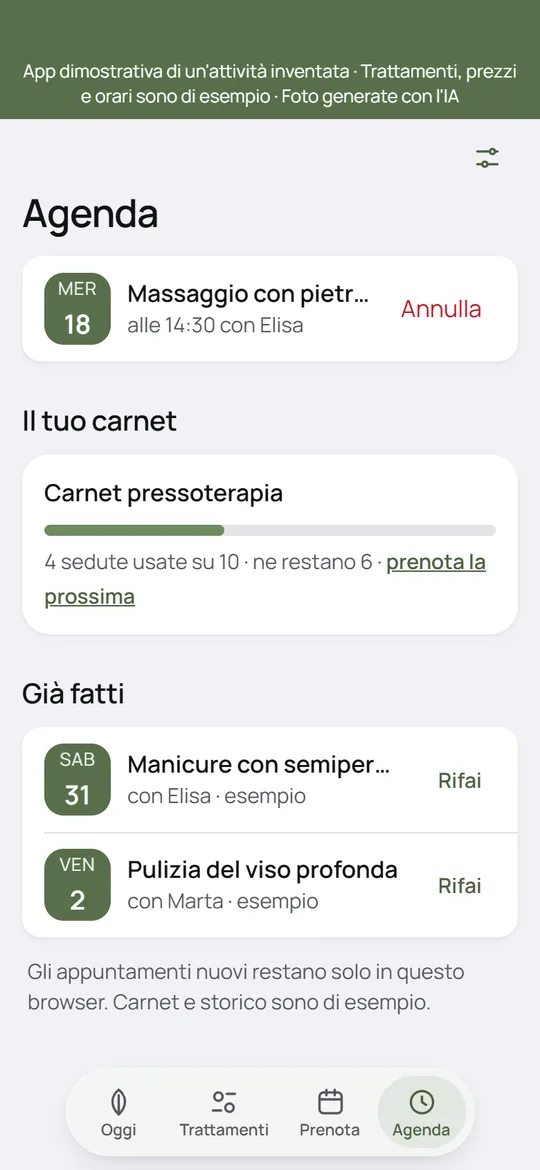 App dimostrativa di un'attività inventata · Trattamenti, prezzi
e orari sono di esempio · Foto generate con l'IA
Agenda
MER
18
Massaggio con pietr...
alle 14:30 con Elisa
Annulla
Il tuo carnet
Carnet pressoterapia
4 sedute usate su 10 · ne restano 6 · prenota la
prossima
Già fatti
SAB
31
Manicure con semiper...
con Elisa · esempio
Rifai
VEN
2
Pulizia del viso profonda
con Marta · esempio
Rifai
Gli appuntamenti nuovi restano solo in questo
browser. Carnet e storico sono di esempio.
Oggi
Trattamenti
Prenota
Agenda